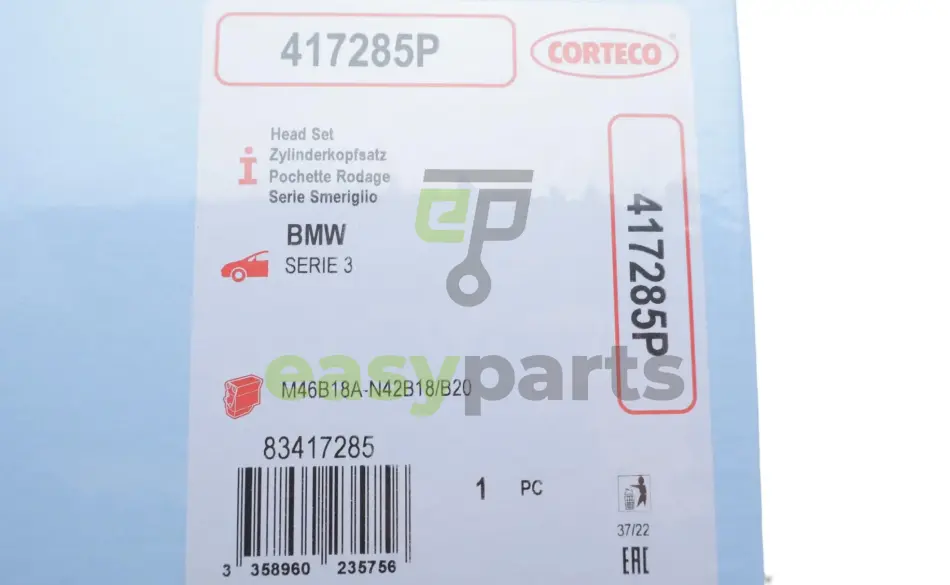 417285P
CORTECO
Head Set
Zylinderkopfsatz
Pochette Rodage
Serie Smeriglio
BMW
SERIE 3
417285P
ep
easyparts
M46B18A-N42B18/B20
83417285
1 PC
3 358960 235756
37/22
EAC